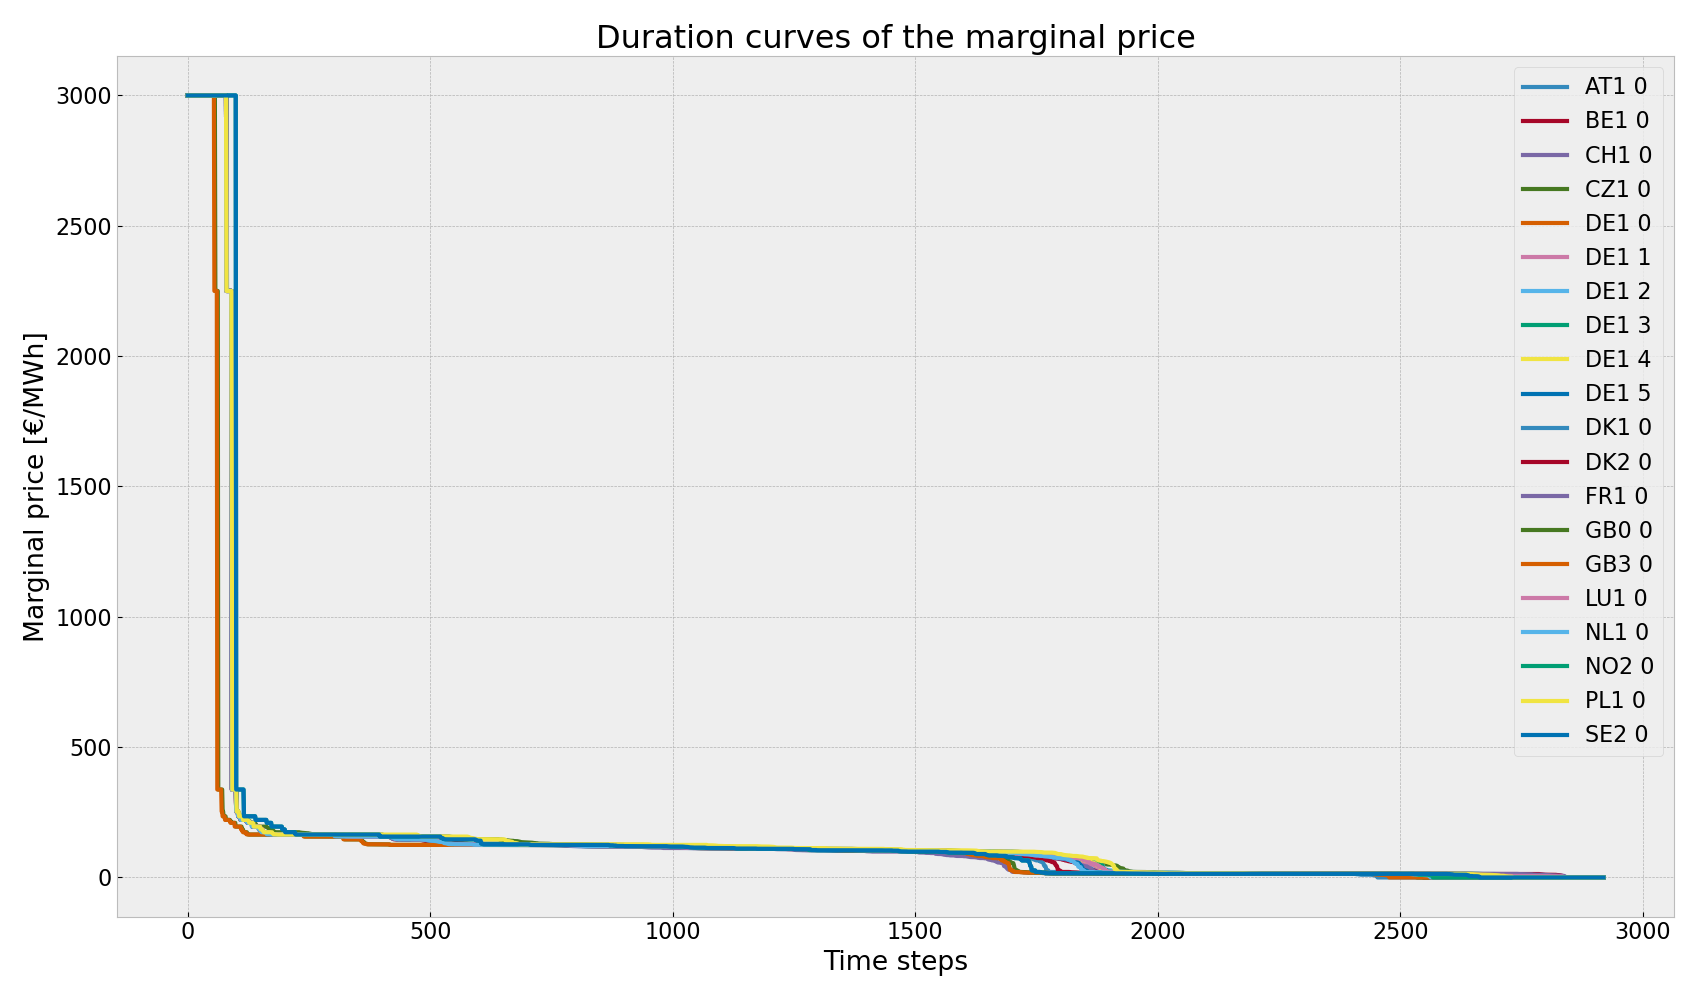 Duration curves of the marginal price
Marginal price [€/MWh]
3000
2500
2000
1500
1000
500
0
0
500
1000
1500
2000
2500
3000
Time steps
AT1 0
BE1 0
CH1 0
CZ1 0
DE1 0
DE1 1
DE1 2
DE1 3
DE1 4
DE1 5
DK1 0
DK2 0
FR1 0
GB0 0
GB3 0
LU1 0
NL1 0
NO2 0
PL1 0
SE2 0